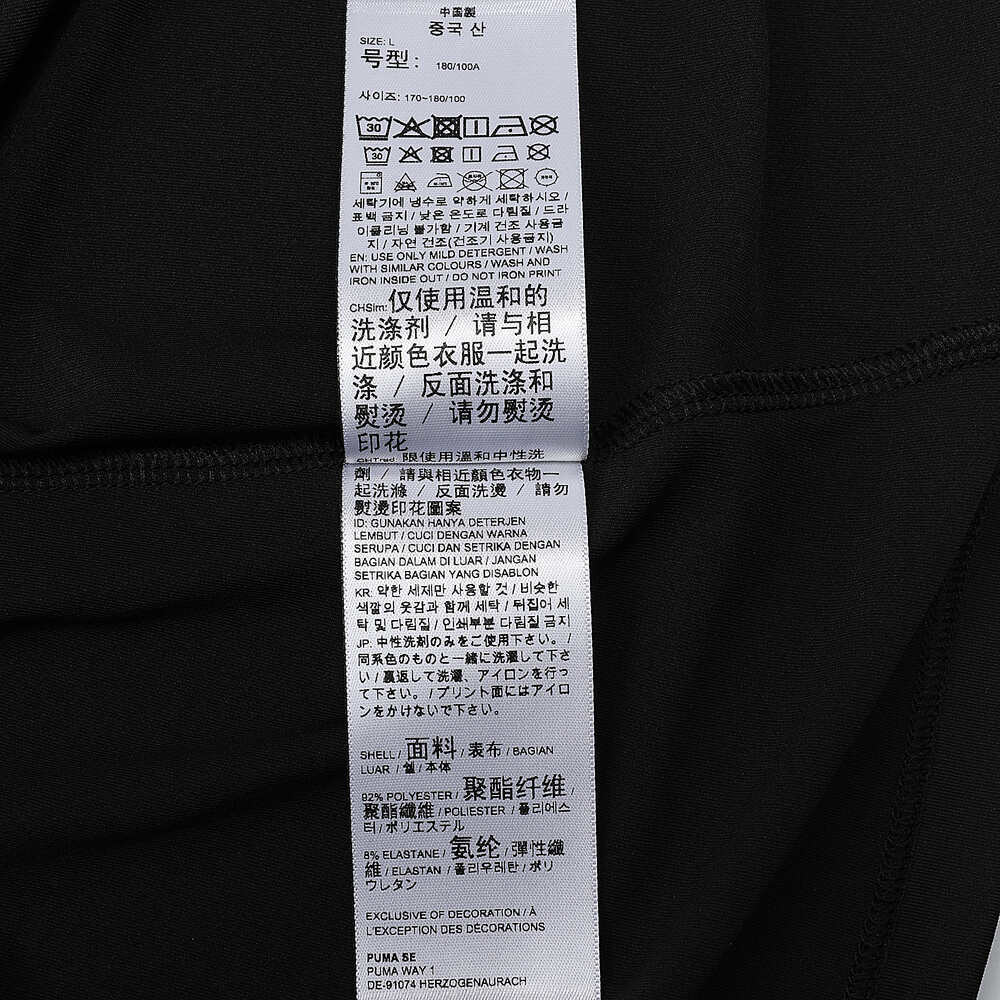 中国製
중국 산
SIZE: L
号型: 180/100A
사이즈: 170~180/100
30
30
세탁기에 냉수로 약하게 세탁하시오 /
표백 금지 / 낮은 온도로 다림질 / 드라
이클리닝 불가함 / 기계 건조 사용금
지 / 자연 건조(건조기 사용금지)
EN: USE ONLY MILD DETERGENT / WASH
WITH SIMILAR COLOURS / WASH AND
IRON INSIDE OUT / DO NOT IRON PRINT
CHSim: 仅使用温和的
洗涤剂 / 请与相
近颜色衣服一起洗
涤 / 反面洗涤和
熨烫 / 请勿熨烫
印花
限使用溫和中性洗
劑 / 請與相近顏色衣物一
起洗滌 / 反面洗燙 / 請勿
熨燙印花圖案
ID: GUNAKAN HANYA DETERJEN
LEMBUT / CUCI DENGAN WARNA
SERUPA / CUCI DAN SETRIKA DENGAN
BAGIAN DALAM DI LUAR / JANGAN
SETRIKA BAGIAN YANG DISABLON
KR: 약한 세제만 사용할 것 / 비슷한
색깔의 옷감과 함께 세탁 / 뒤집어 세
탁 및 다림질 / 인쇄부분 다림질 금지
JP: 中性洗剤のみをご使用下さい。 /
同系色のものと一緒に洗濯して下さ
い / 裏返して洗濯、アイロンを行っ
て下さい。 / プリント面にはアイロ
ンをかけないで下さい。
SHELL / 面料 / 表布 / BAGIAN
LUAR / 쉘 / 本体
92% POLYESTER / 聚酯纤维 /
聚酯纖維 / POLIESTER / 폴리에스
터 / ポリエステル
8% ELASTANE / 氨纶 / 彈性纖
維 / ELASTAN / 폴리우레탄 / ポリ
ウレタン
EXCLUSIVE OF DECORATION / À
L'EXCEPTION DES DÉCORATIONS
PUMA SE
PUMA WAY 1
DE-91074 HERZOGENAURACH